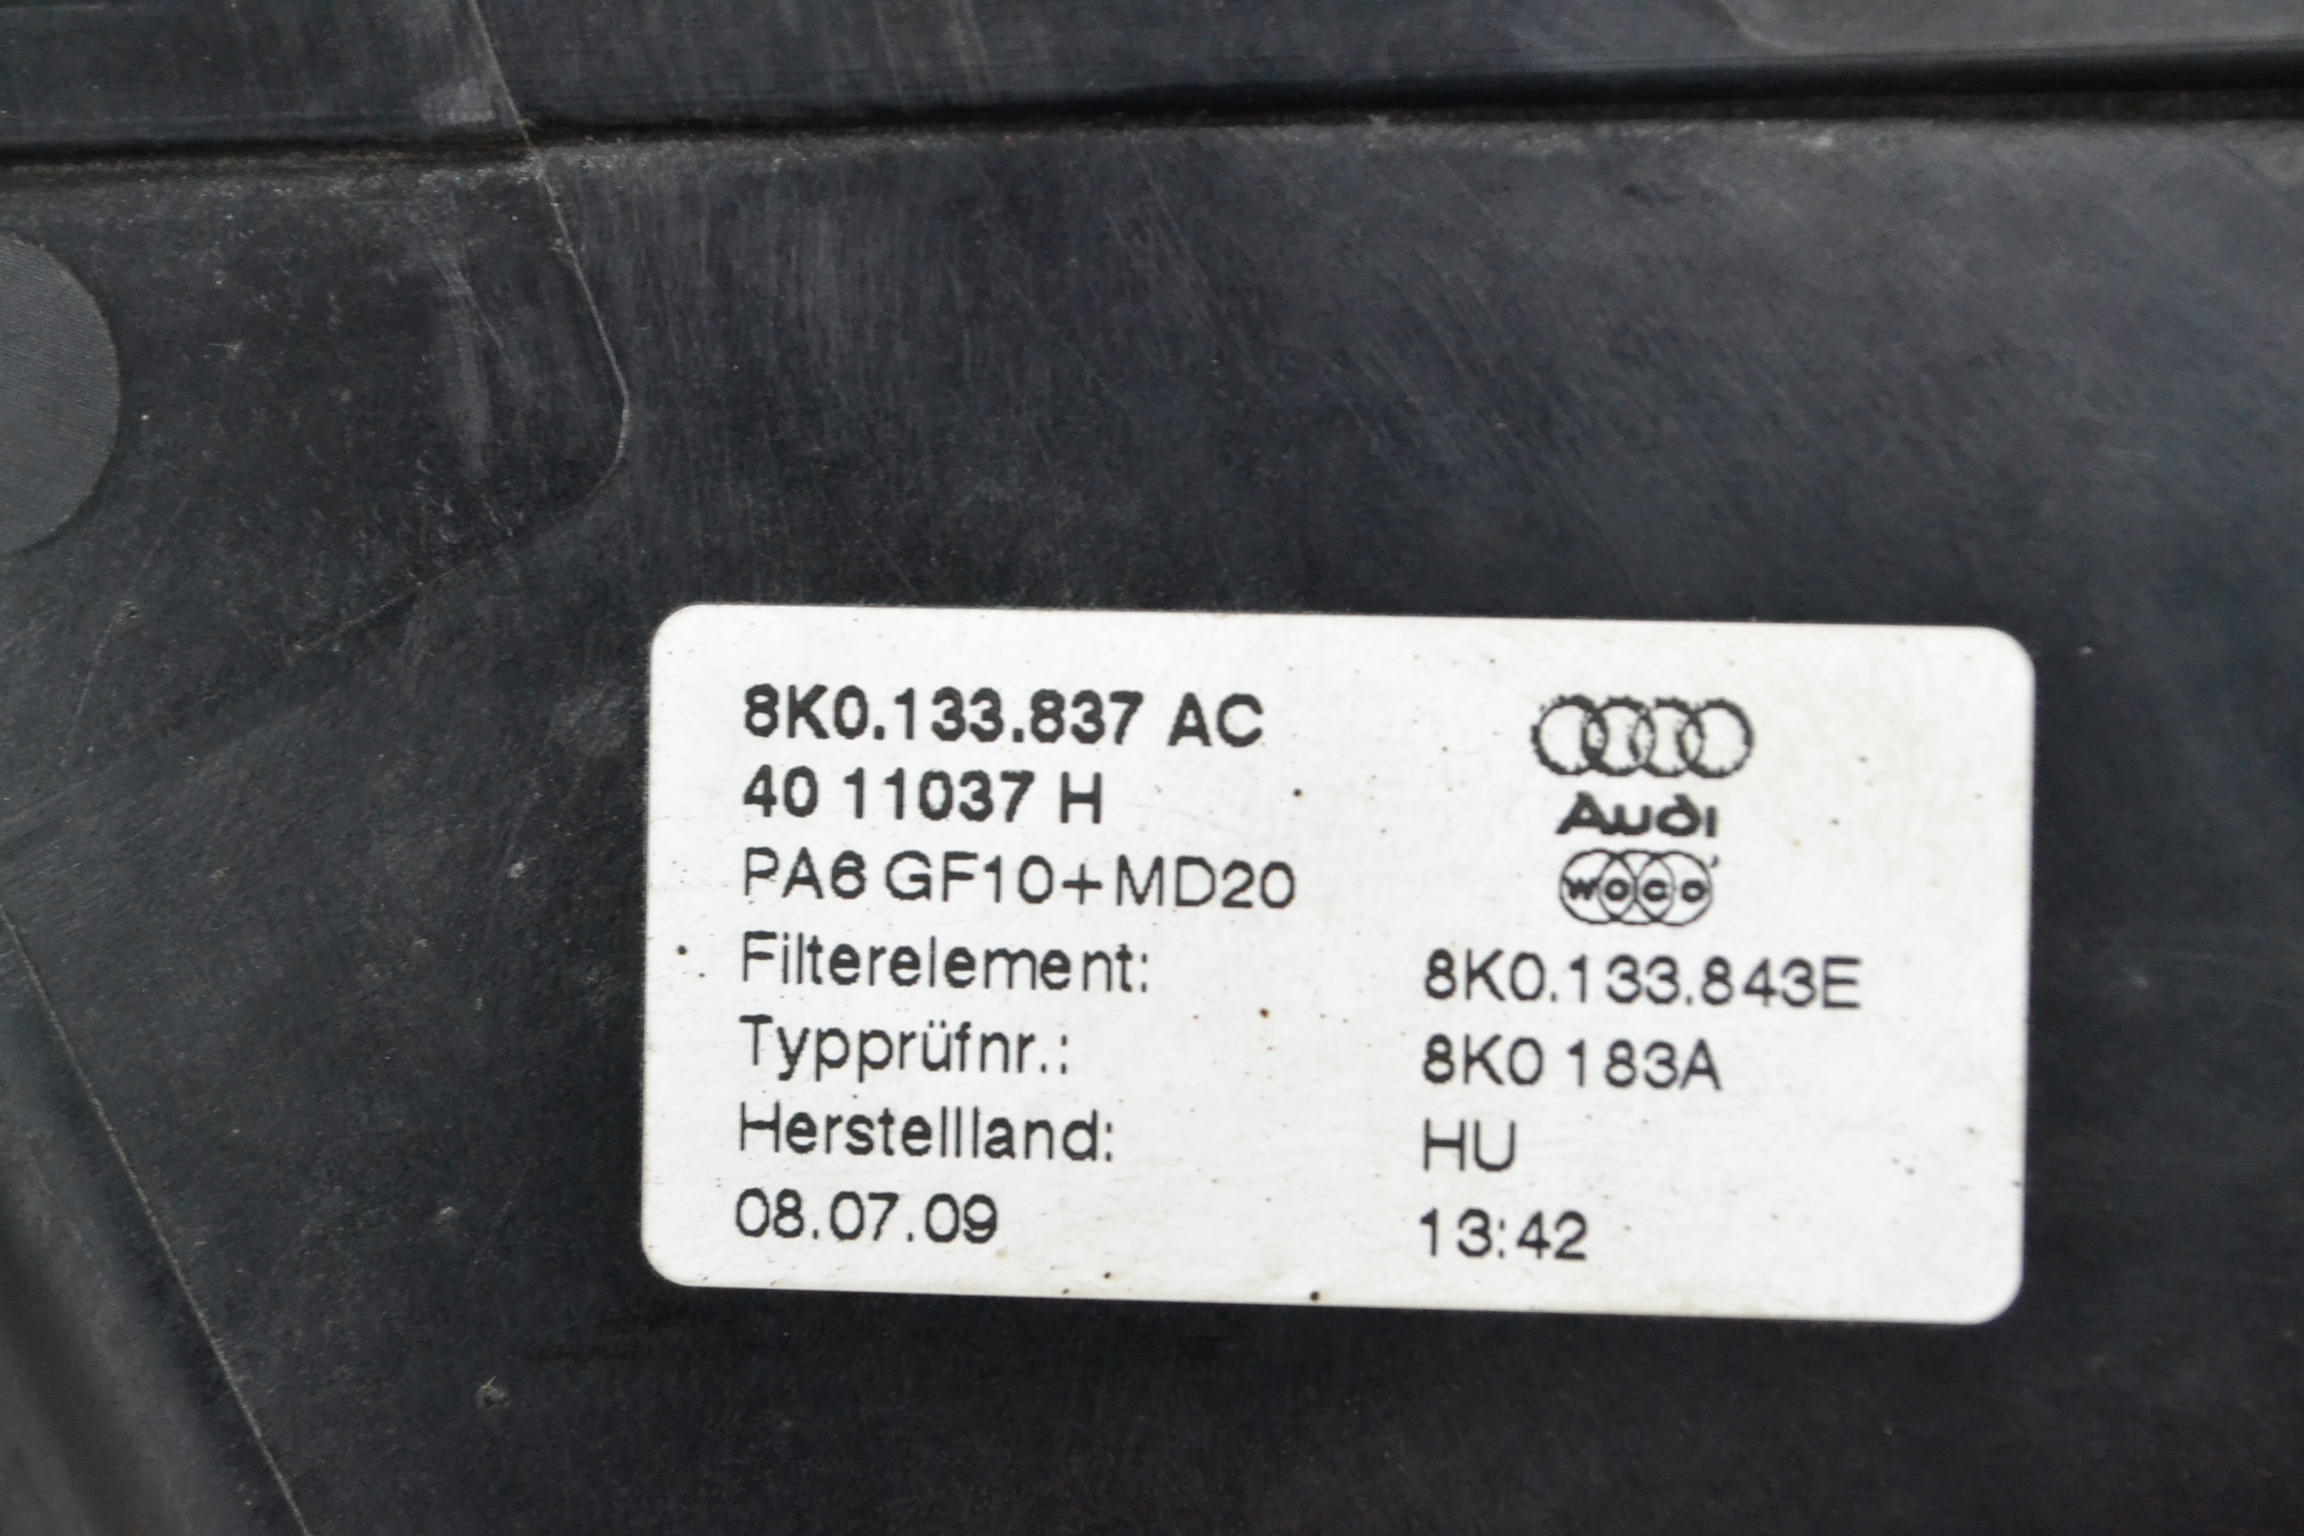 8K0.133.837 AC
40 11037 H
Audi
PA6 GF10+MD20
woco
Filterelement: 8K0.133.843E
Typprüfnr.: 8K0 183A
Herstellland: HU
08.07.09 13:42